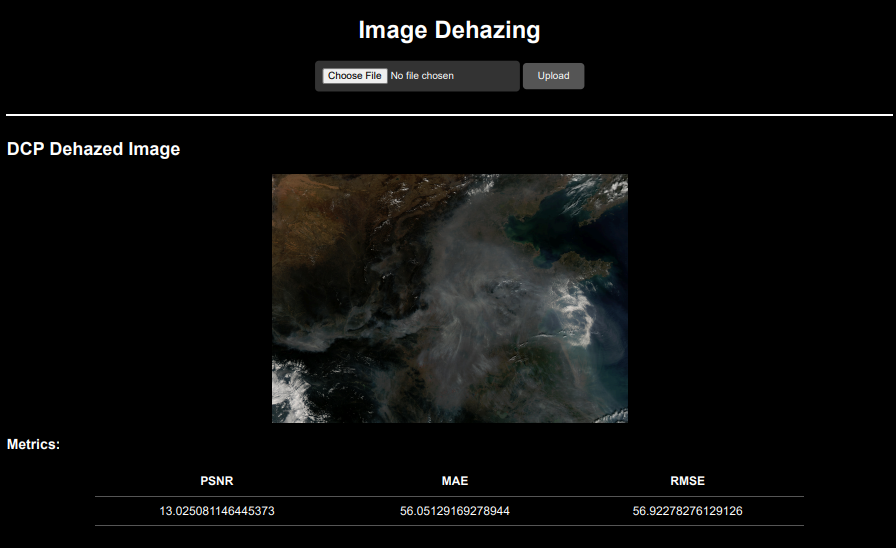 Image Dehazing
Choose File No file chosen Upload
DCP Dehazed Image
Metrics:
PSNR MAE RMSE
13.025081146445373 56.05129169278944 56.92278276129126